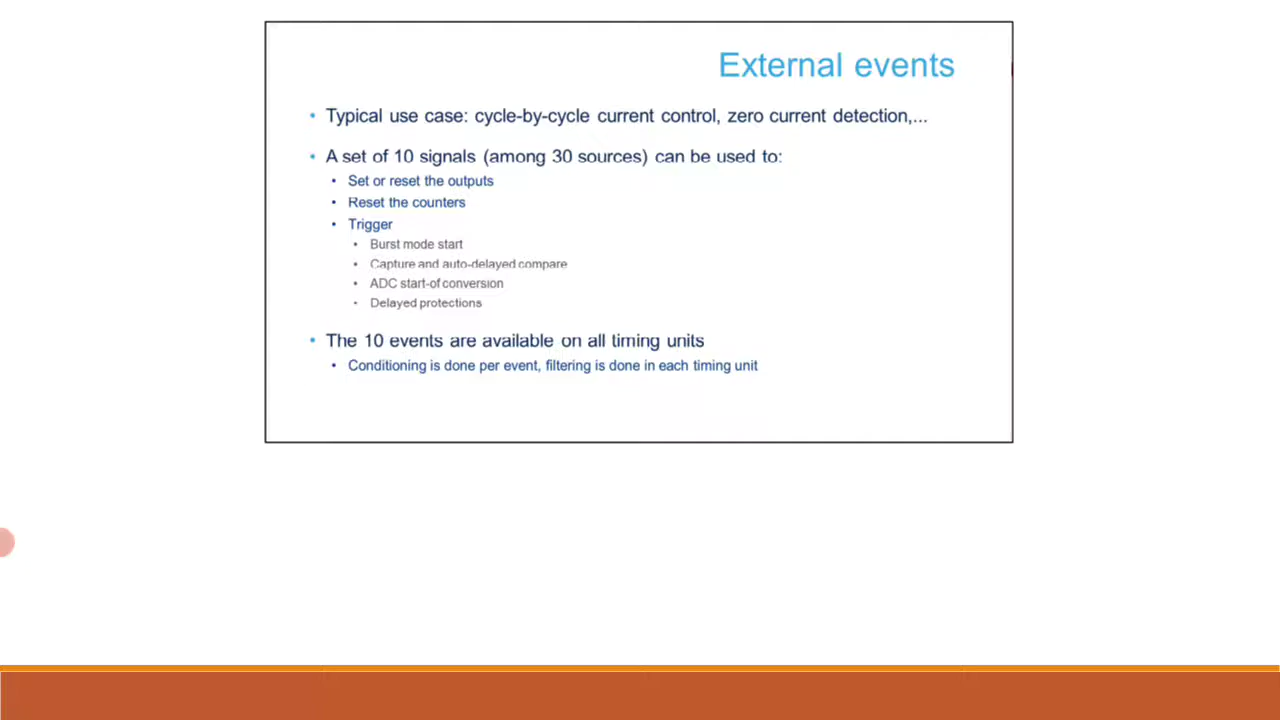 External events
• Typical use case: cycle-by-cycle current control, zero current detection,...
• A set of 10 signals (among 30 sources) can be used to:
• Set or reset the outputs
• Reset the counters
• Trigger
• Burst mode start
• Capture and auto-delayed compare
• ADC start-of conversion
• Delayed protections
• The 10 events are available on all timing units
• Conditioning is done per event, filtering is done in each timing unit